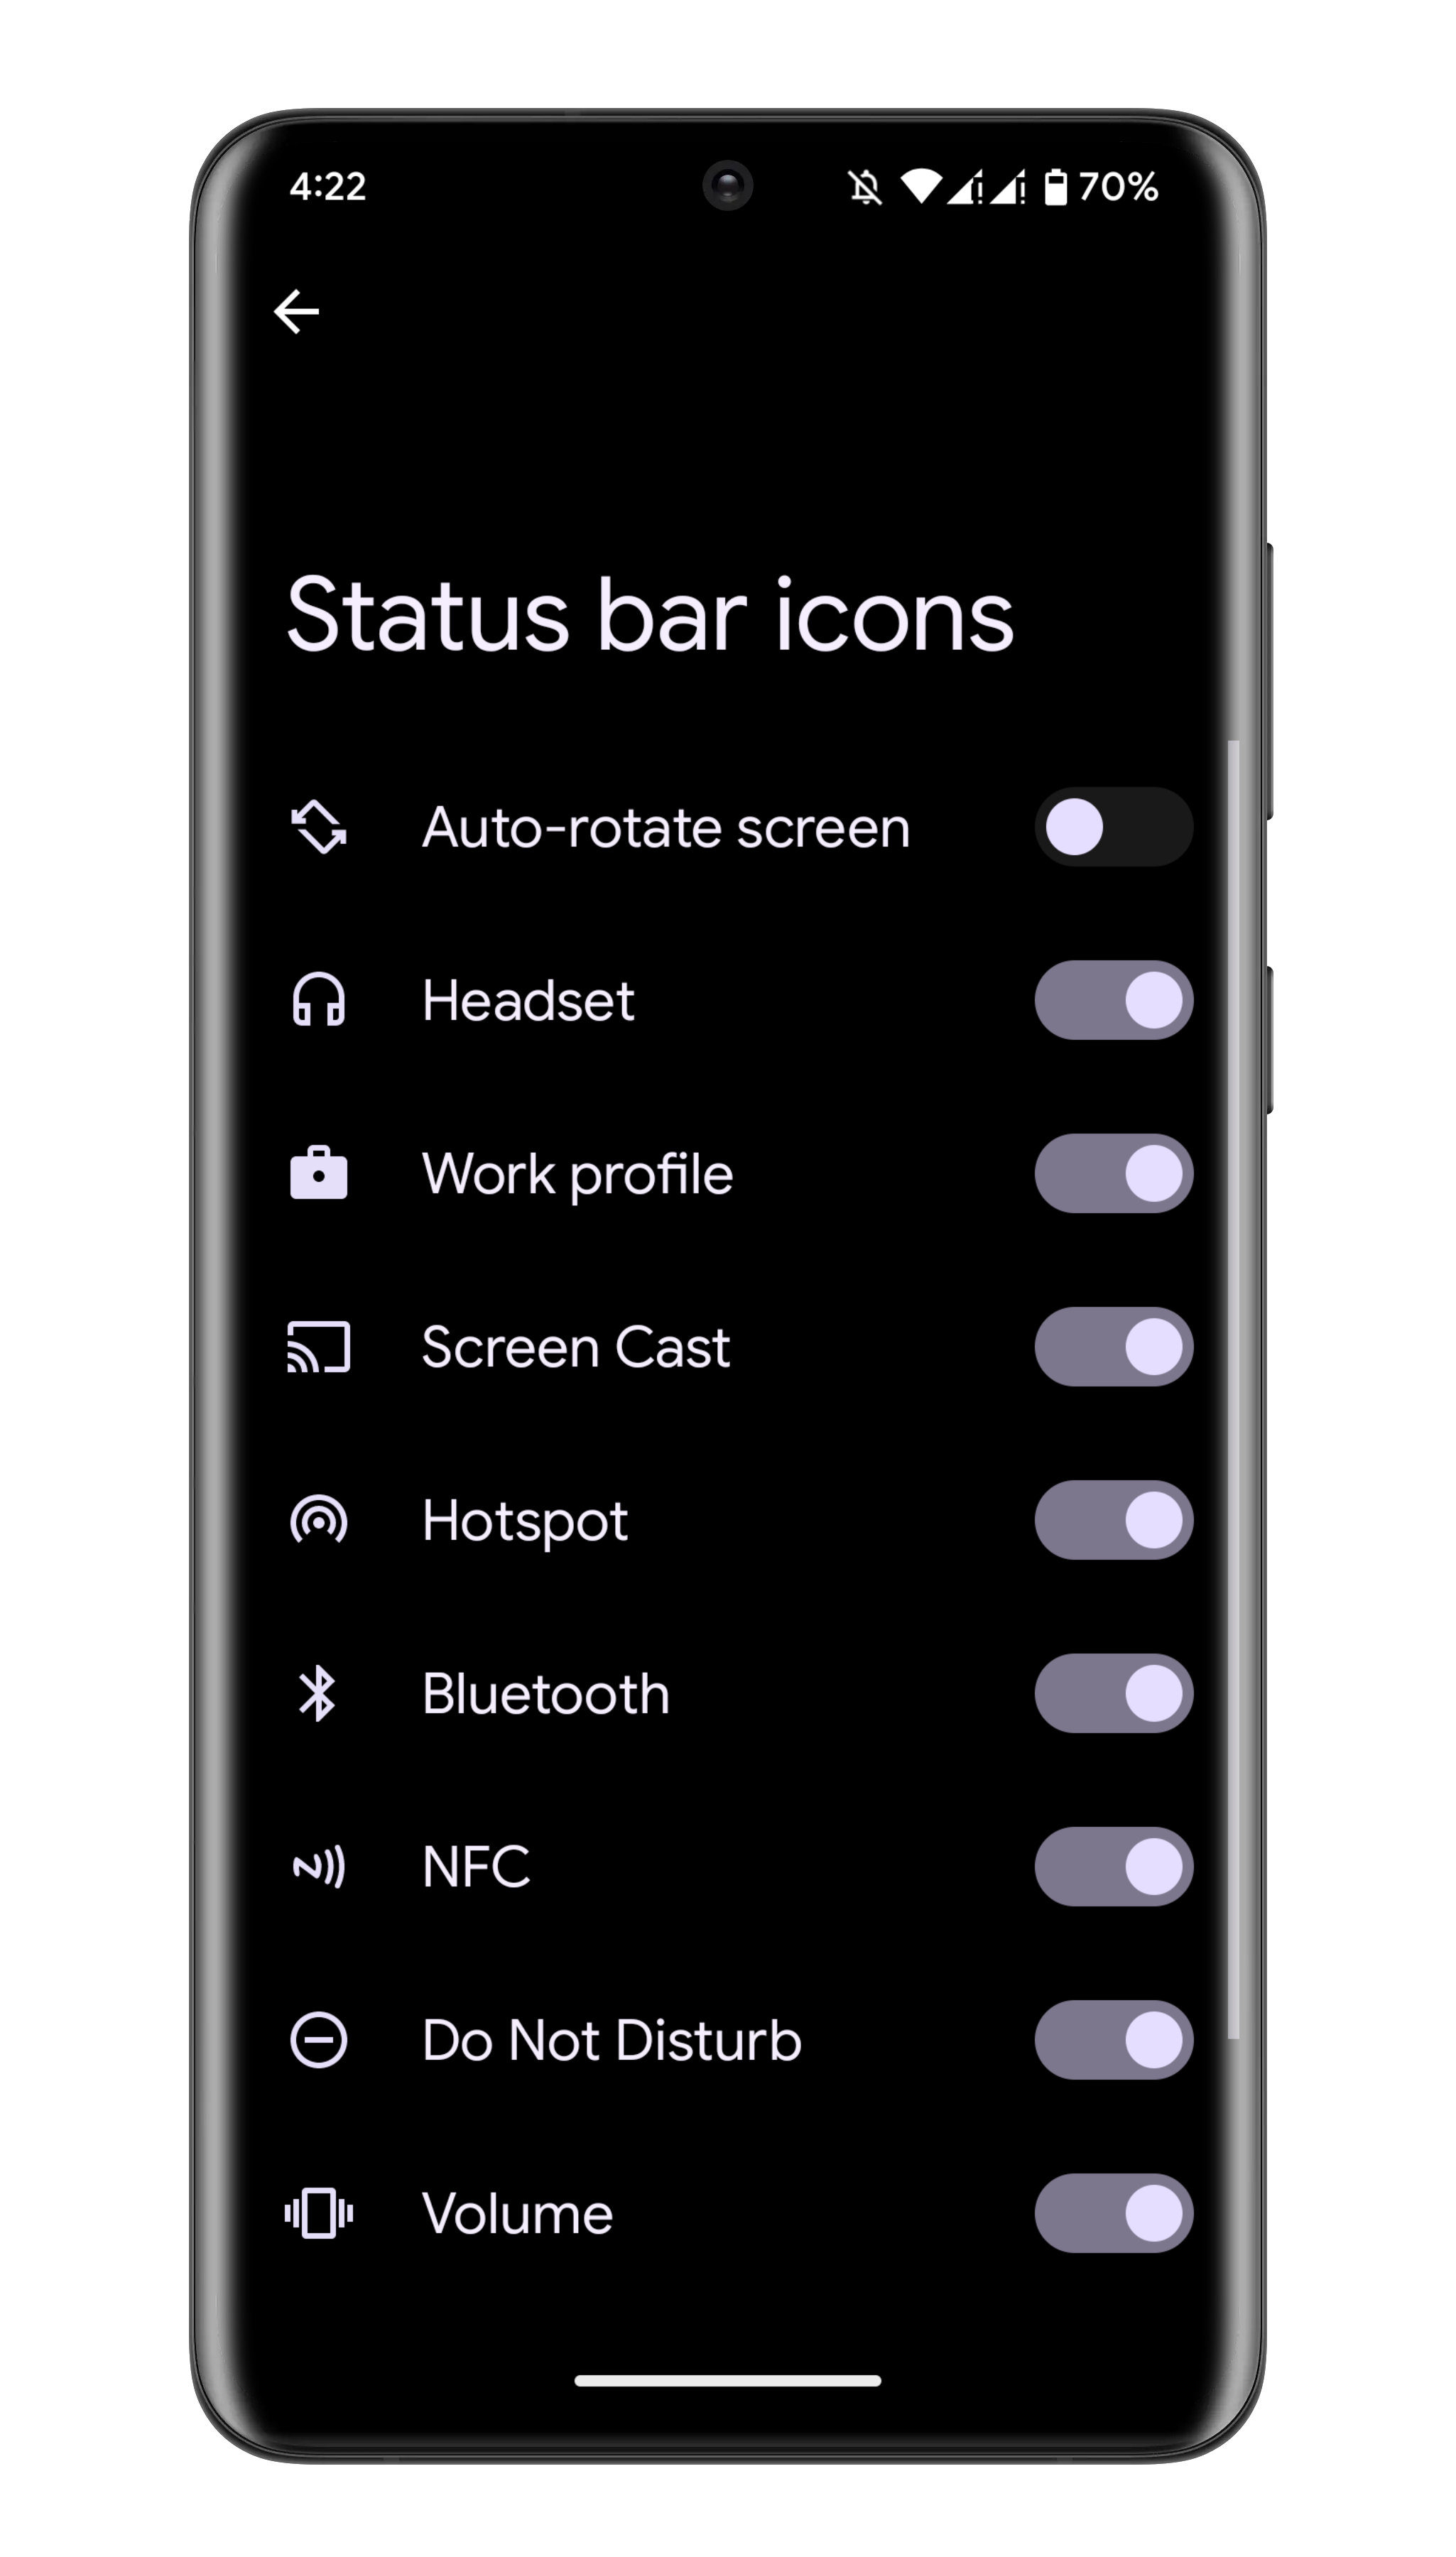 4:22 70%
Status bar icons
Auto-rotate screen
Headset
Work profile
Screen Cast
Hotspot
Bluetooth
NFC
Do Not Disturb
Volume